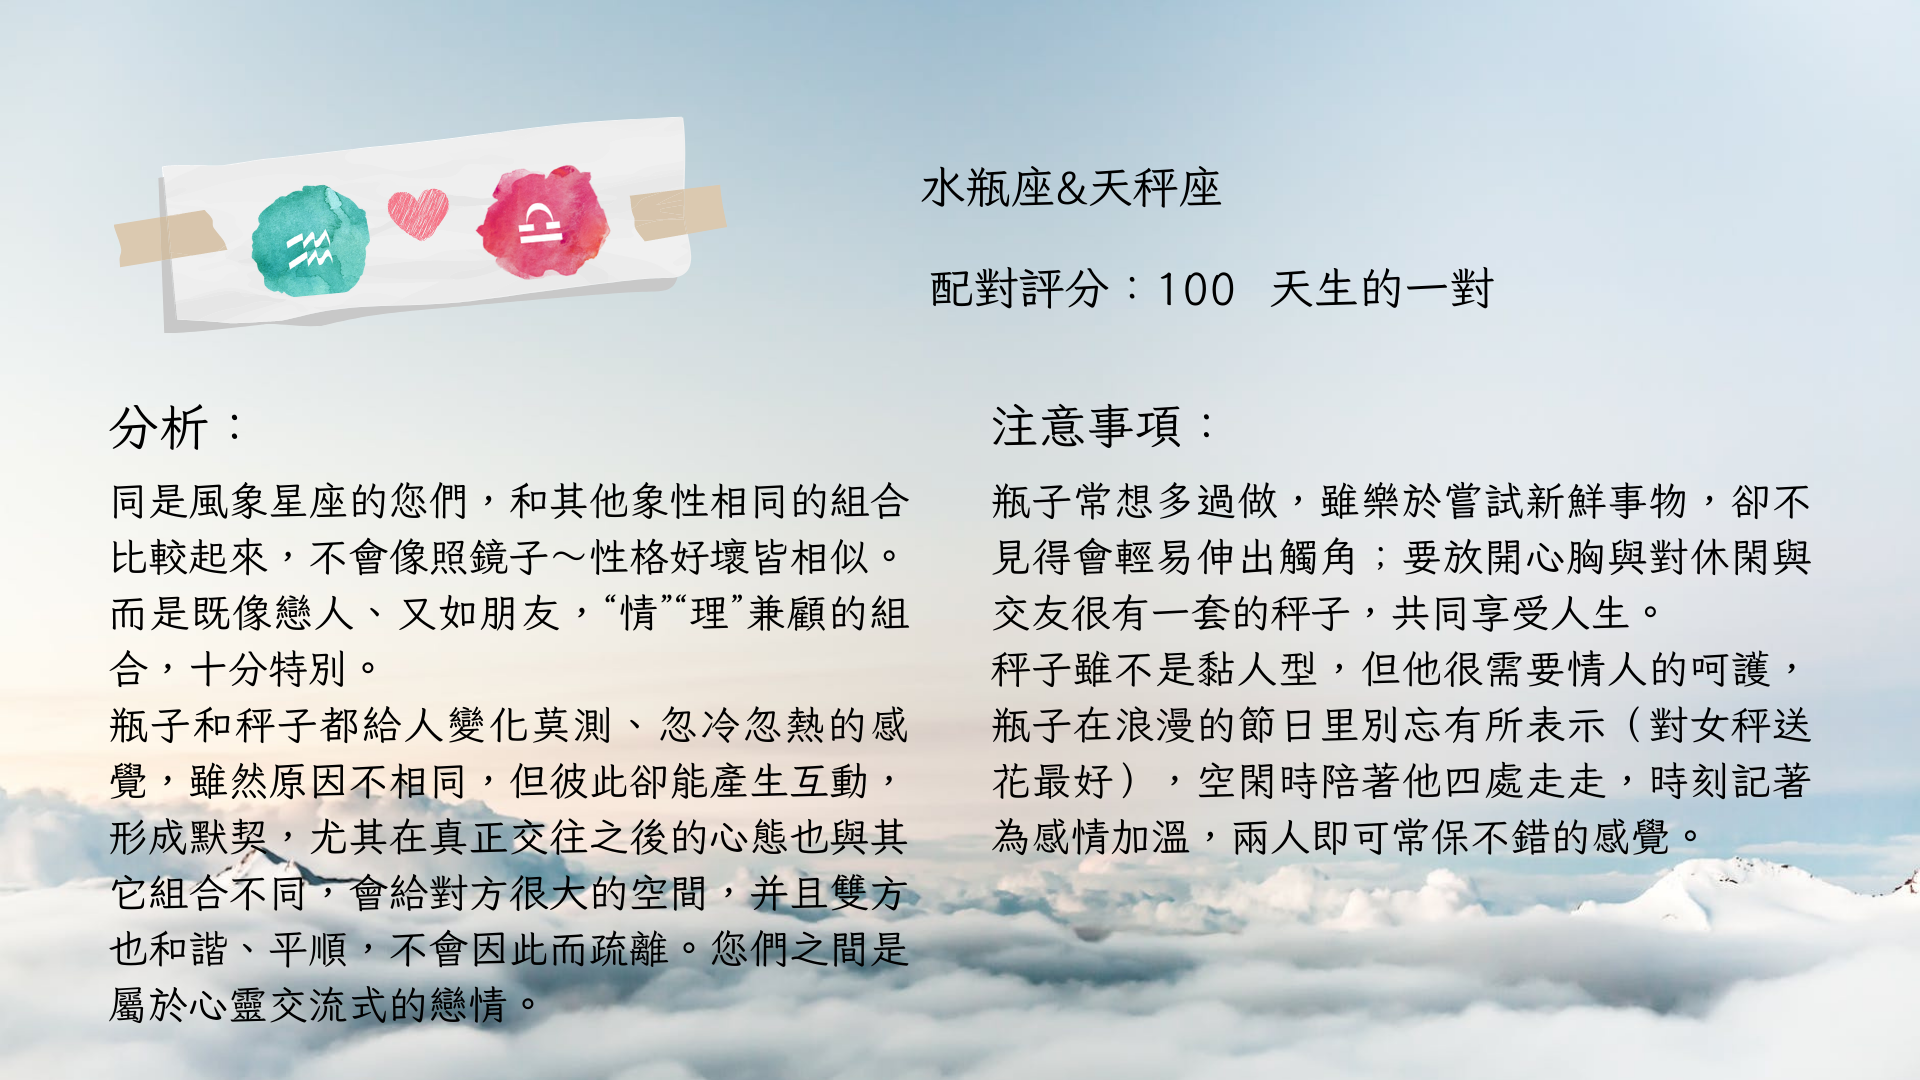 水瓶座&天秤座
配對評分：100 天生的一對
分析：
同是風象星座的您們，和其他象性相同的組合
比較起來，不會像照鏡子～性格好壞皆相似。
而是既像戀人、又如朋友，“情”“理”兼顧的組
合，十分特別。
瓶子和秤子都給人變化莫測、忽冷忽熱的感
覺，雖然原因不相同，但彼此卻能產生互動，
形成默契，尤其在真正交往之後的心態也與其
它組合不同，會給對方很大的空間，并且雙方
也和諧、平順，不會因此而疏離。您們之間是
屬於心靈交流式的戀情。
注意事項：
瓶子常想多過做，雖樂於嘗試新鮮事物，卻不
見得會輕易伸出觸角；要放開心胸與對休閑與
交友很有一套的秤子，共同享受人生。
秤子雖不是黏人型，但他很需要情人的呵護，
瓶子在浪漫的節日里別忘有所表示（對女秤送
花最好），空閑時陪著他四處走走，時刻記著
為感情加溫，兩人即可常保不錯的感覺。